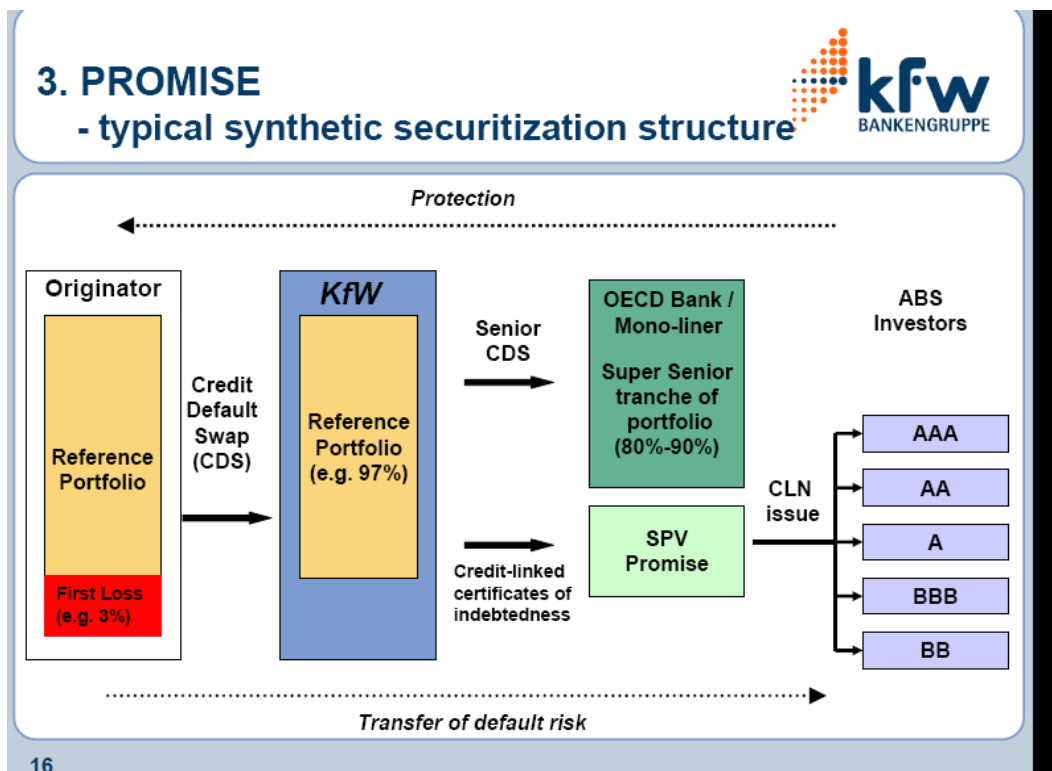 3. PROMISE
- typical synthetic securitization structure
kfw
BANKENGRUPPE
Protection
Originator
Reference
Portfolio
First Loss
(e.g. 3%)
Credit
Default
Swap
(CDS)
KfW
Reference
Portfolio
(e.g. 97%)
Senior
CDS
Credit-linked
certificates of
indebtedness
OECD Bank /
Mono-liner
Super Senior
tranche of
portfolio
(80%-90%)
SPV
Promise
CLN
issue
ABS
Investors
AAA
AA
A
BBB
BB
Transfer of default risk
16